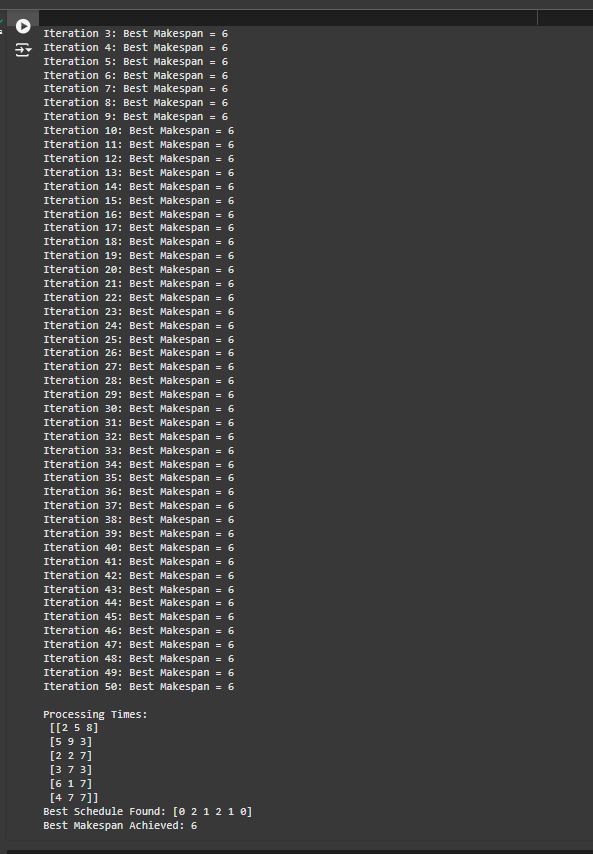 Iteration 3: Best Makespan = 6
Iteration 4: Best Makespan = 6
Iteration 5: Best Makespan = 6
Iteration 6: Best Makespan = 6
Iteration 7: Best Makespan = 6
Iteration 8: Best Makespan = 6
Iteration 9: Best Makespan = 6
Iteration 10: Best Makespan = 6
Iteration 11: Best Makespan = 6
Iteration 12: Best Makespan = 6
Iteration 13: Best Makespan = 6
Iteration 14: Best Makespan = 6
Iteration 15: Best Makespan = 6
Iteration 16: Best Makespan = 6
Iteration 17: Best Makespan = 6
Iteration 18: Best Makespan = 6
Iteration 19: Best Makespan = 6
Iteration 20: Best Makespan = 6
Iteration 21: Best Makespan = 6
Iteration 22: Best Makespan = 6
Iteration 23: Best Makespan = 6
Iteration 24: Best Makespan = 6
Iteration 25: Best Makespan = 6
Iteration 26: Best Makespan = 6
Iteration 27: Best Makespan = 6
Iteration 28: Best Makespan = 6
Iteration 29: Best Makespan = 6
Iteration 30: Best Makespan = 6
Iteration 31: Best Makespan = 6
Iteration 32: Best Makespan = 6
Iteration 33: Best Makespan = 6
Iteration 34: Best Makespan = 6
Iteration 35: Best Makespan = 6
Iteration 36: Best Makespan = 6
Iteration 37: Best Makespan = 6
Iteration 38: Best Makespan = 6
Iteration 39: Best Makespan = 6
Iteration 40: Best Makespan = 6
Iteration 41: Best Makespan = 6
Iteration 42: Best Makespan = 6
Iteration 43: Best Makespan = 6
Iteration 44: Best Makespan = 6
Iteration 45: Best Makespan = 6
Iteration 46: Best Makespan = 6
Iteration 47: Best Makespan = 6
Iteration 48: Best Makespan = 6
Iteration 49: Best Makespan = 6
Iteration 50: Best Makespan = 6
Processing Times:
[[2 5 8]
[5 9 3]
[2 2 7]
[3 7 3]
[6 1 7]
[4 7 7]]
Best Schedule Found: [0 2 1 2 1 0]
Best Makespan Achieved: 6